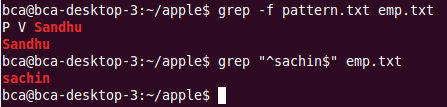 bca@bca-desktop-3:~/apple$ grep -f pattern.txt emp.txt
P V Sandhu
Sandhu
bca@bca-desktop-3:~/apple$ grep "^sachin$" emp.txt
sachin
bca@bca-desktop-3:~/apple$